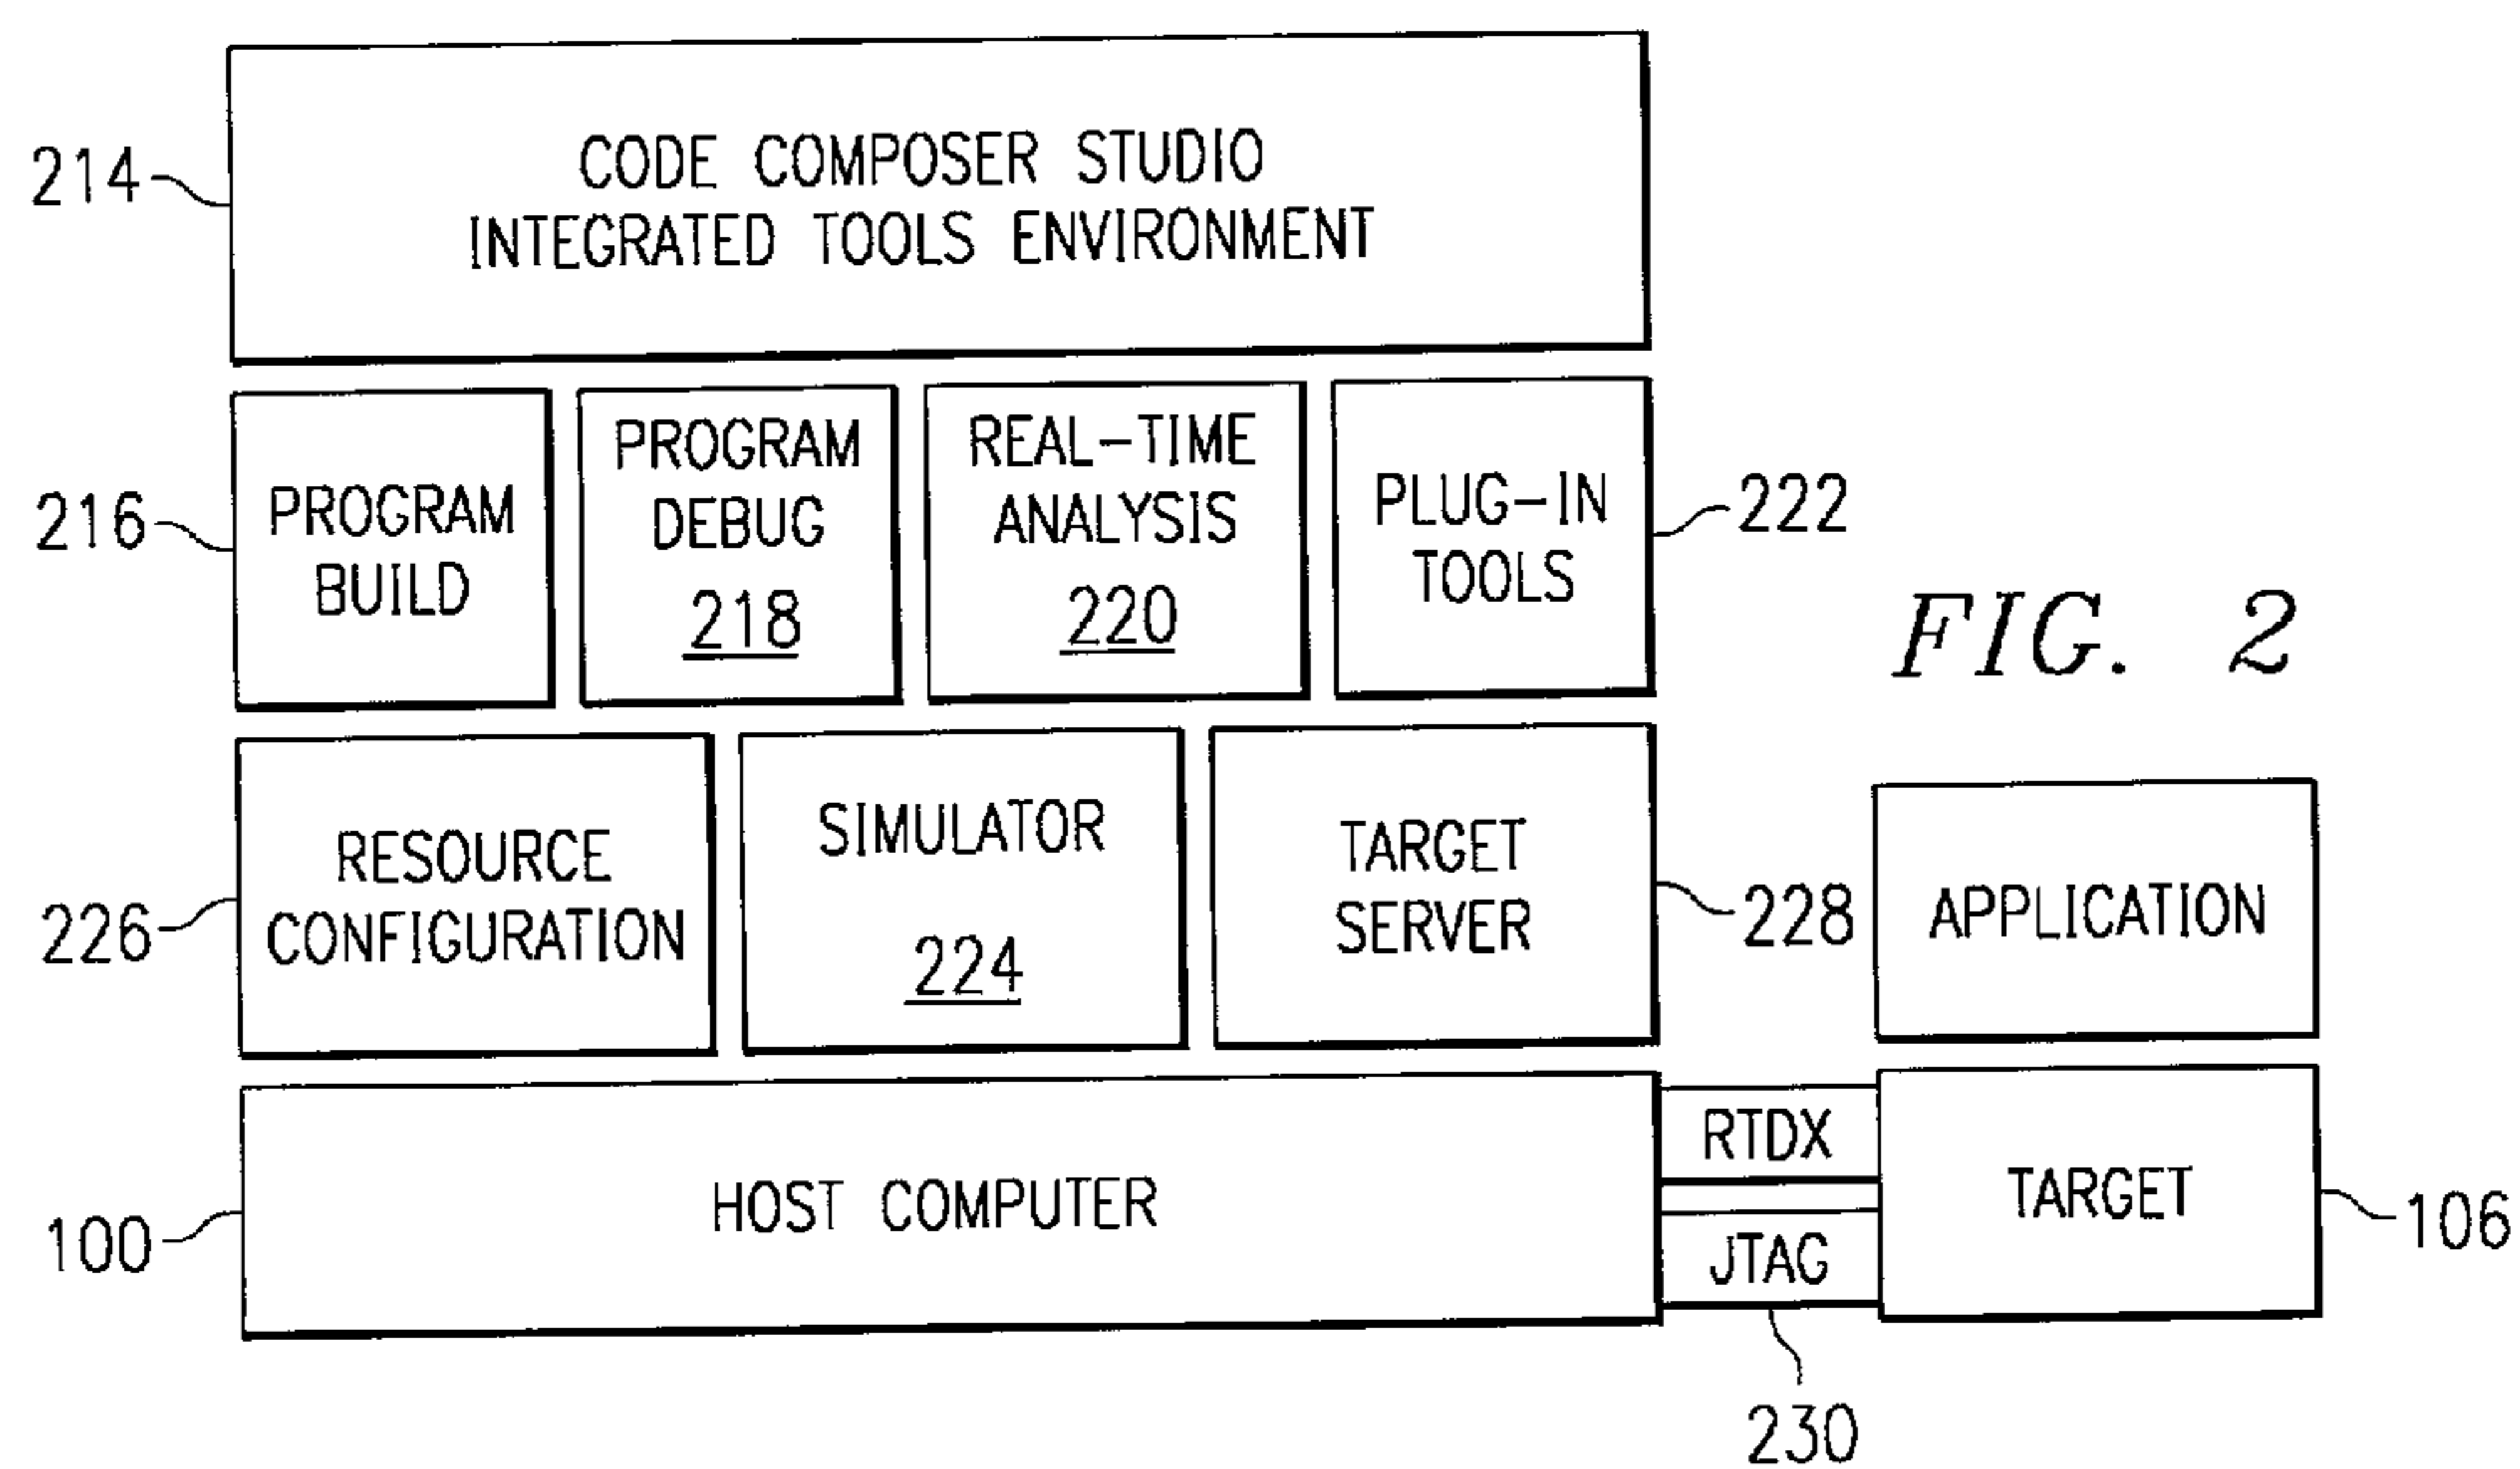 214
CODE COMPOSER STUDIO
INTEGRATED TOOLS ENVIRONMENT
216
PROGRAM
BUILD
PROGRAM
DEBUG
218
REAL-TIME
ANALYSIS
220
PLUG-IN
TOOLS
222
FIG. 2
226
RESOURCE
CONFIGURATION
SIMULATOR
224
TARGET
SERVER
228
APPLICATION
100
HOST COMPUTER
RTDX
JTAG
TARGET
106
230